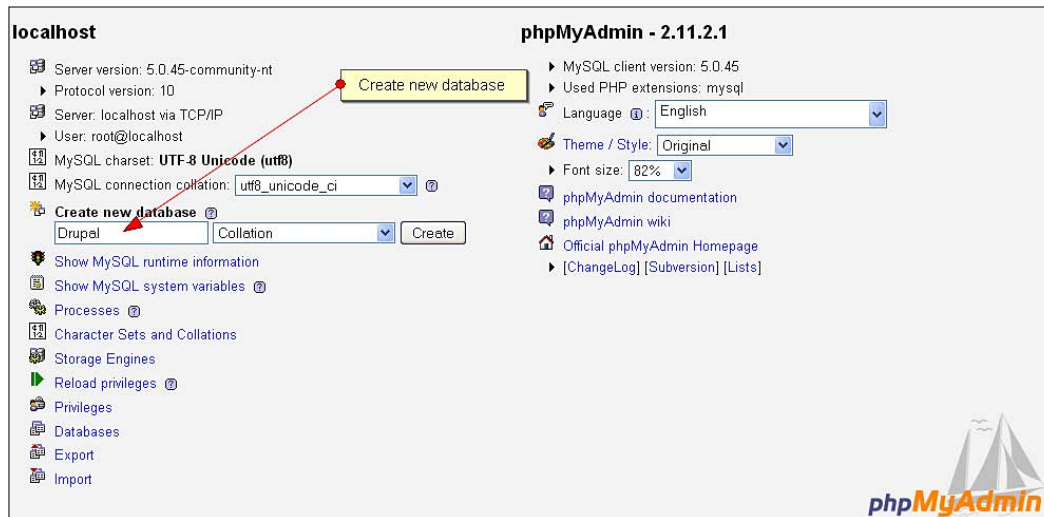 localhost
Server version: 5.0.45-community-nt
Protocol version: 10
Server: localhost via TCP/IP
User: root@localhost
MySQL charset: UTF-8 Unicode (utf8)
MySQL connection collation: utf8_unicode_ci
Create new database
Create new database
Drupal Collation Create
Show MySQL runtime information
Show MySQL system variables
Processes
Character Sets and Collations
Storage Engines
Reload privileges
Privileges
Databases
Export
Import
phpMyAdmin - 2.11.2.1
MySQL client version: 5.0.45
Used PHP extensions: mysql
Language : English
Theme / Style: Original
Font size: 82%
phpMyAdmin documentation
phpMyAdmin wiki
Official phpMyAdmin Homepage
[ChangeLog] [Subversion] [Lists]
phpMyAdmin